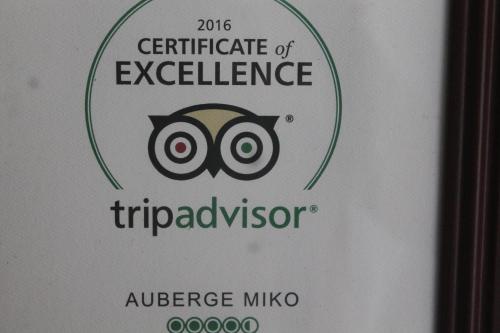 2016
CERTIFICATE of
EXCELLENCE
®
tripadvisor®
AUBERGE MIKO